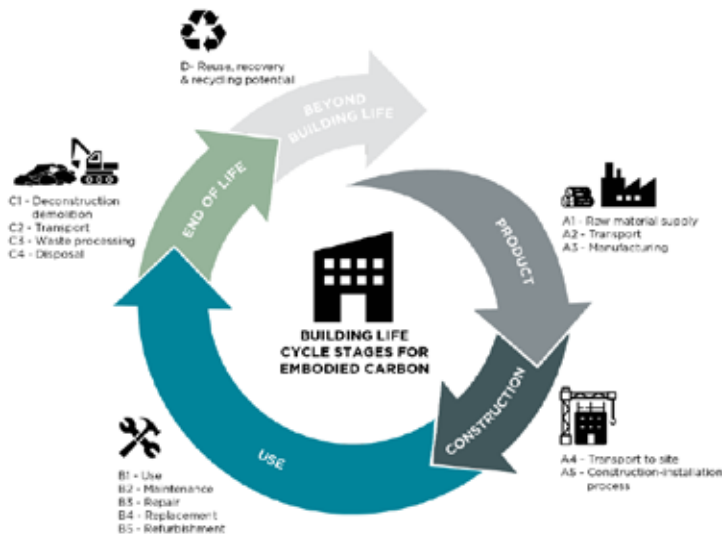 D- Reuse, recovery
& recycling potential
BEYOND
BUILDING LIFE
END OF LIFE
C1 - Deconstruction
demolition
C2 - Transport
C3 - Waste processing
C4 - Disposal
PRODUCT
A1 - Raw material supply
A2 - Transport
A3 - Manufacturing
BUILDING LIFE
CYCLE STAGES FOR
EMBODIED CARBON
CONSTRUCTION
A4 - Transport to site
A5 - Construction-installation
process
USE
B1 - Use
B2 - Maintenance
B3 - Repair
B4 - Replacement
B5 - Refurbishment